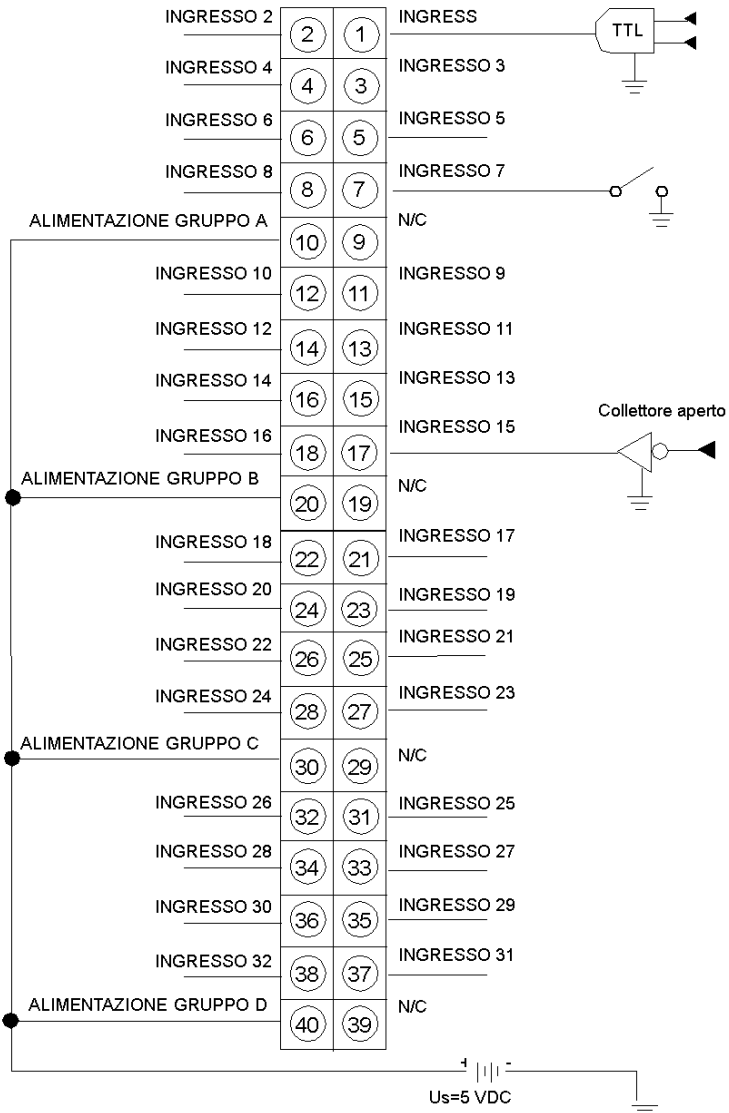 INGRESSO 2 2 1 INGRESS TTL
INGRESSO 4 4 3 INGRESSO 3
INGRESSO 6 6 5 INGRESSO 5
INGRESSO 8 8 7 INGRESSO 7
ALIMENTAZIONE GRUPPO A 10 9 N/C
INGRESSO 10 12 11 INGRESSO 9
INGRESSO 12 14 13 INGRESSO 11
INGRESSO 14 16 15 INGRESSO 13
Collettore aperto
INGRESSO 16 18 17 INGRESSO 15
ALIMENTAZIONE GRUPPO B 20 19 N/C
INGRESSO 18 22 21 INGRESSO 17
INGRESSO 20 24 23 INGRESSO 19
INGRESSO 22 26 25 INGRESSO 21
INGRESSO 24 28 27 INGRESSO 23
ALIMENTAZIONE GRUPPO C 30 29 N/C
INGRESSO 26 32 31 INGRESSO 25
INGRESSO 28 34 33 INGRESSO 27
INGRESSO 30 36 35 INGRESSO 29
INGRESSO 32 38 37 INGRESSO 31
ALIMENTAZIONE GRUPPO D 40 39 N/C
+ -
Us=5 VDC